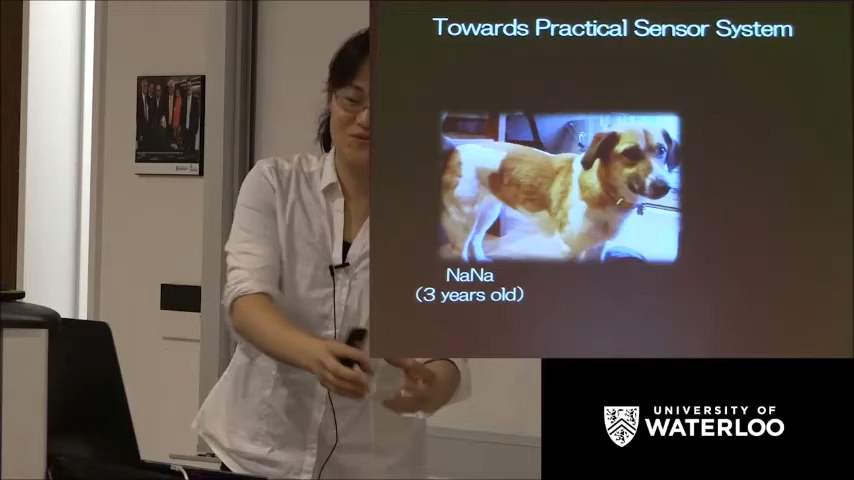 Towards Practical Sensor System
NaNa
(3 years old)
UNIVERSITY OF
WATERLOO